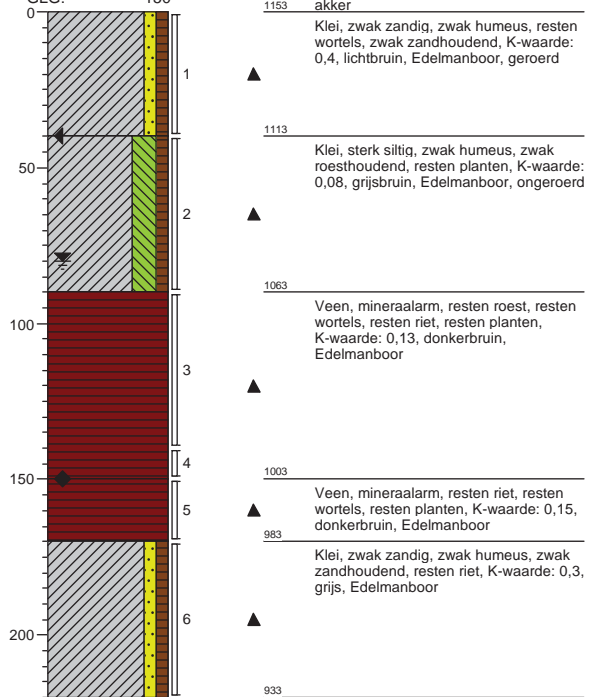 1153 akker
0
Klei, zwak zandig, zwak humeus, resten
wortels, zwak zandhoudend, K-waarde:
0,4, lichtbruin, Edelmanboor, geroerd
1
1113
Klei, sterk siltig, zwak humeus, zwak
roesthoudend, resten planten, K-waarde:
0,08, grijsbruin, Edelmanboor, ongeroerd
50
2
1063
Veen, mineraalarm, resten roest, resten
wortels, resten riet, resten planten,
K-waarde: 0,13, donkerbruin,
Edelmanboor
100
3
4
1003
150
Veen, mineraalarm, resten riet, resten
wortels, resten planten, K-waarde: 0,15,
donkerbruin, Edelmanboor
5
983
Klei, zwak zandig, zwak humeus, zwak
zandhoudend, resten riet, K-waarde: 0,3,
grijs, Edelmanboor
6
200
933